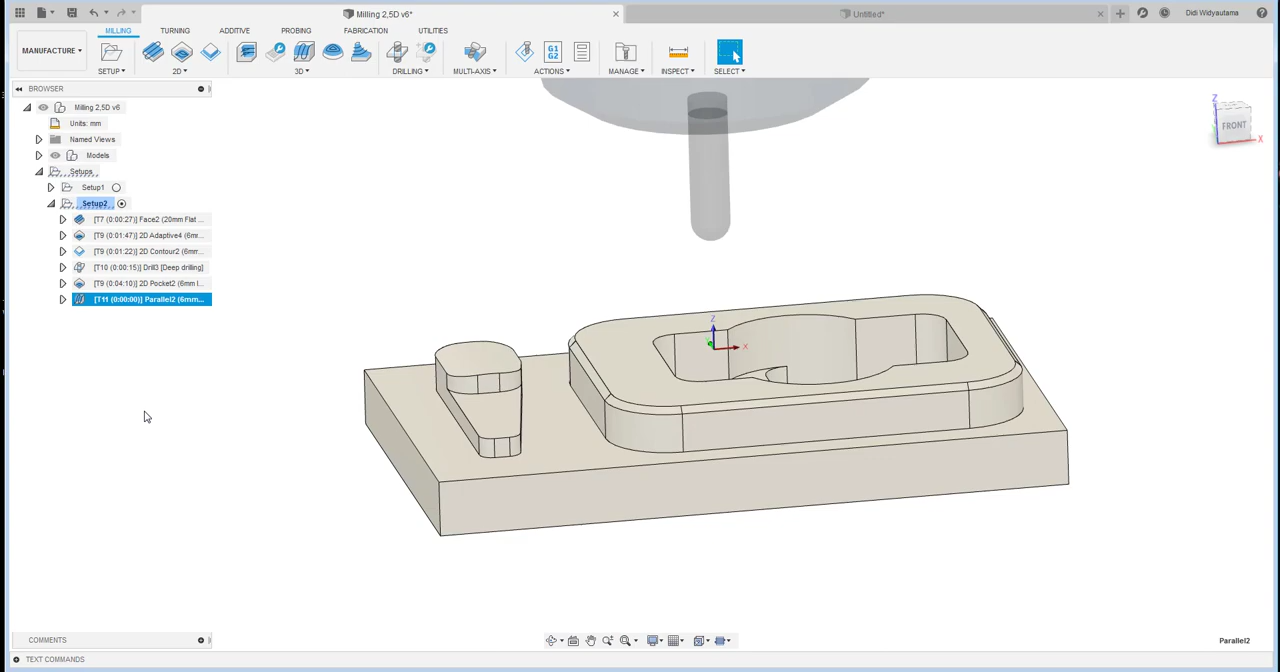 Milling 2,5D v6*
Untitled*
Didi Widyautama
MANUFACTURE
MILLING
TURNING
ADDITIVE
PROBING
FABRICATION
UTILITIES
SETUP
2D
3D
DRILLING
MULTI-AXIS
G1
G2
ACTIONS
MANAGE
INSPECT
SELECT
BROWSER
Milling 2,5D v6
Units: mm
Named Views
Models
Setups
Setup1
Setup2
[T7 (0:00:27)] Face2 (20mm Flat ...
[T9 (0:01:47)] 2D Adaptive4 (6mr...
[T9 (0:01:22)] 2D Contour2 (6mm...
[T10 (0:00:15)] Drill3 [Deep drilling]
[T9 (0:04:10)] 2D Pocket2 (6mm l...
[T11 (0:00:00)] Parallel2 (6mm...
Z
FRONT
X
Z
X
COMMENTS
Parallel2
TEXT COMMANDS